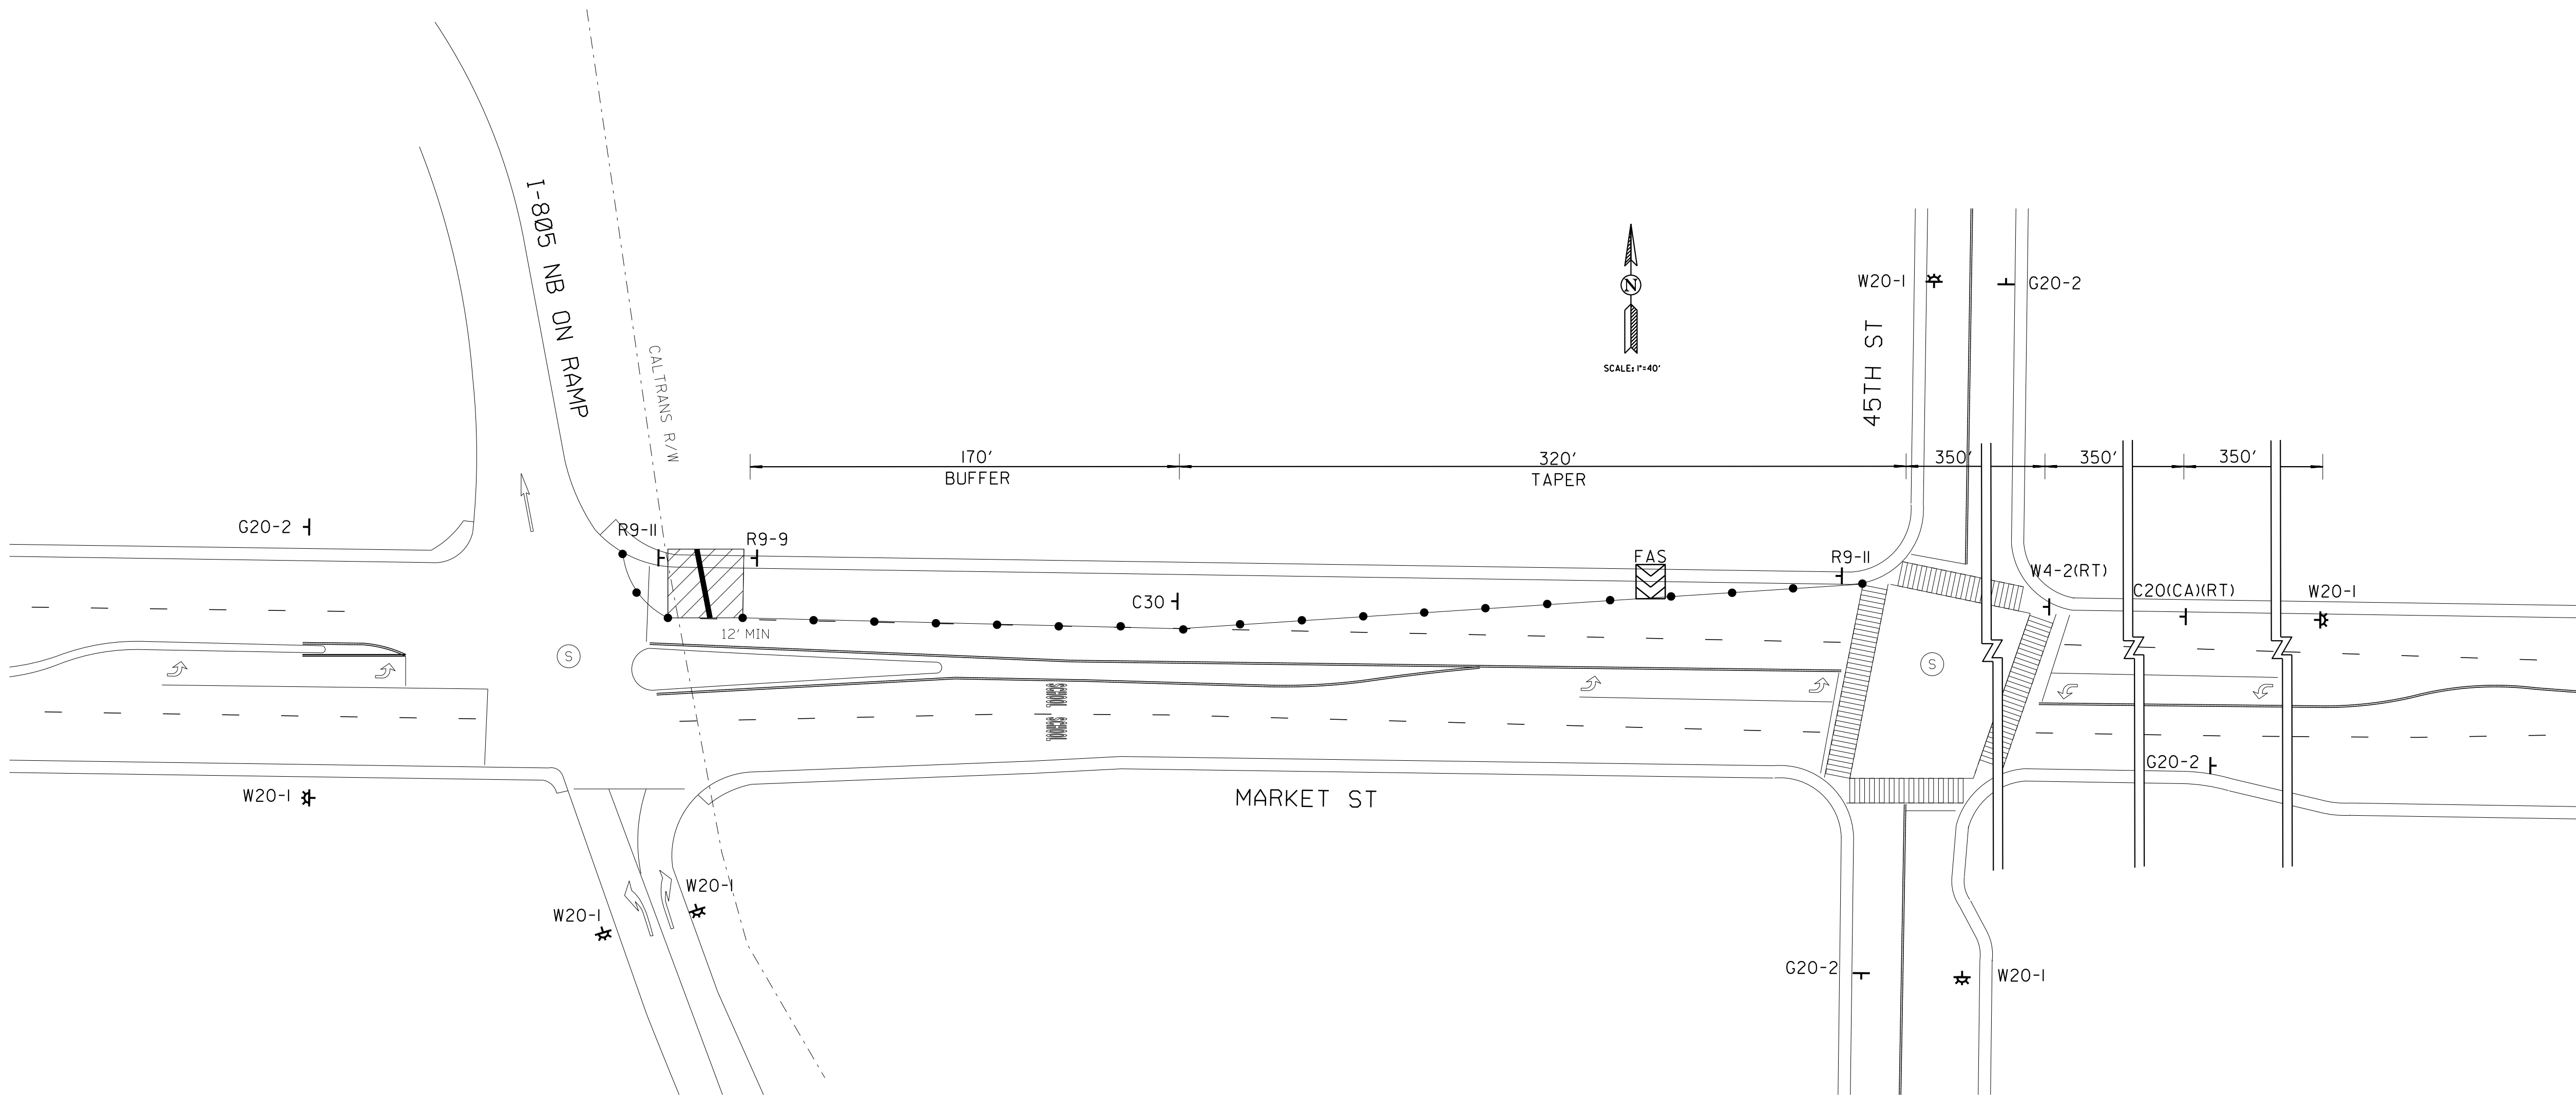 I-805 NB ON RAMP
CALTRANS R/W
N
SCALE: 1"=40'
W20-1
G20-2
45TH ST
170'
BUFFER
320'
TAPER
350'
350'
350'
G20-2
R9-11
R9-9
FAS
R9-11
W4-2(RT)
C20(CA)(RT)
W20-1
C30
12' MIN
S
S
SCHOOL
SCHOOL
W20-1
MARKET ST
G20-2
W20-1
W20-1
G20-2
W20-1